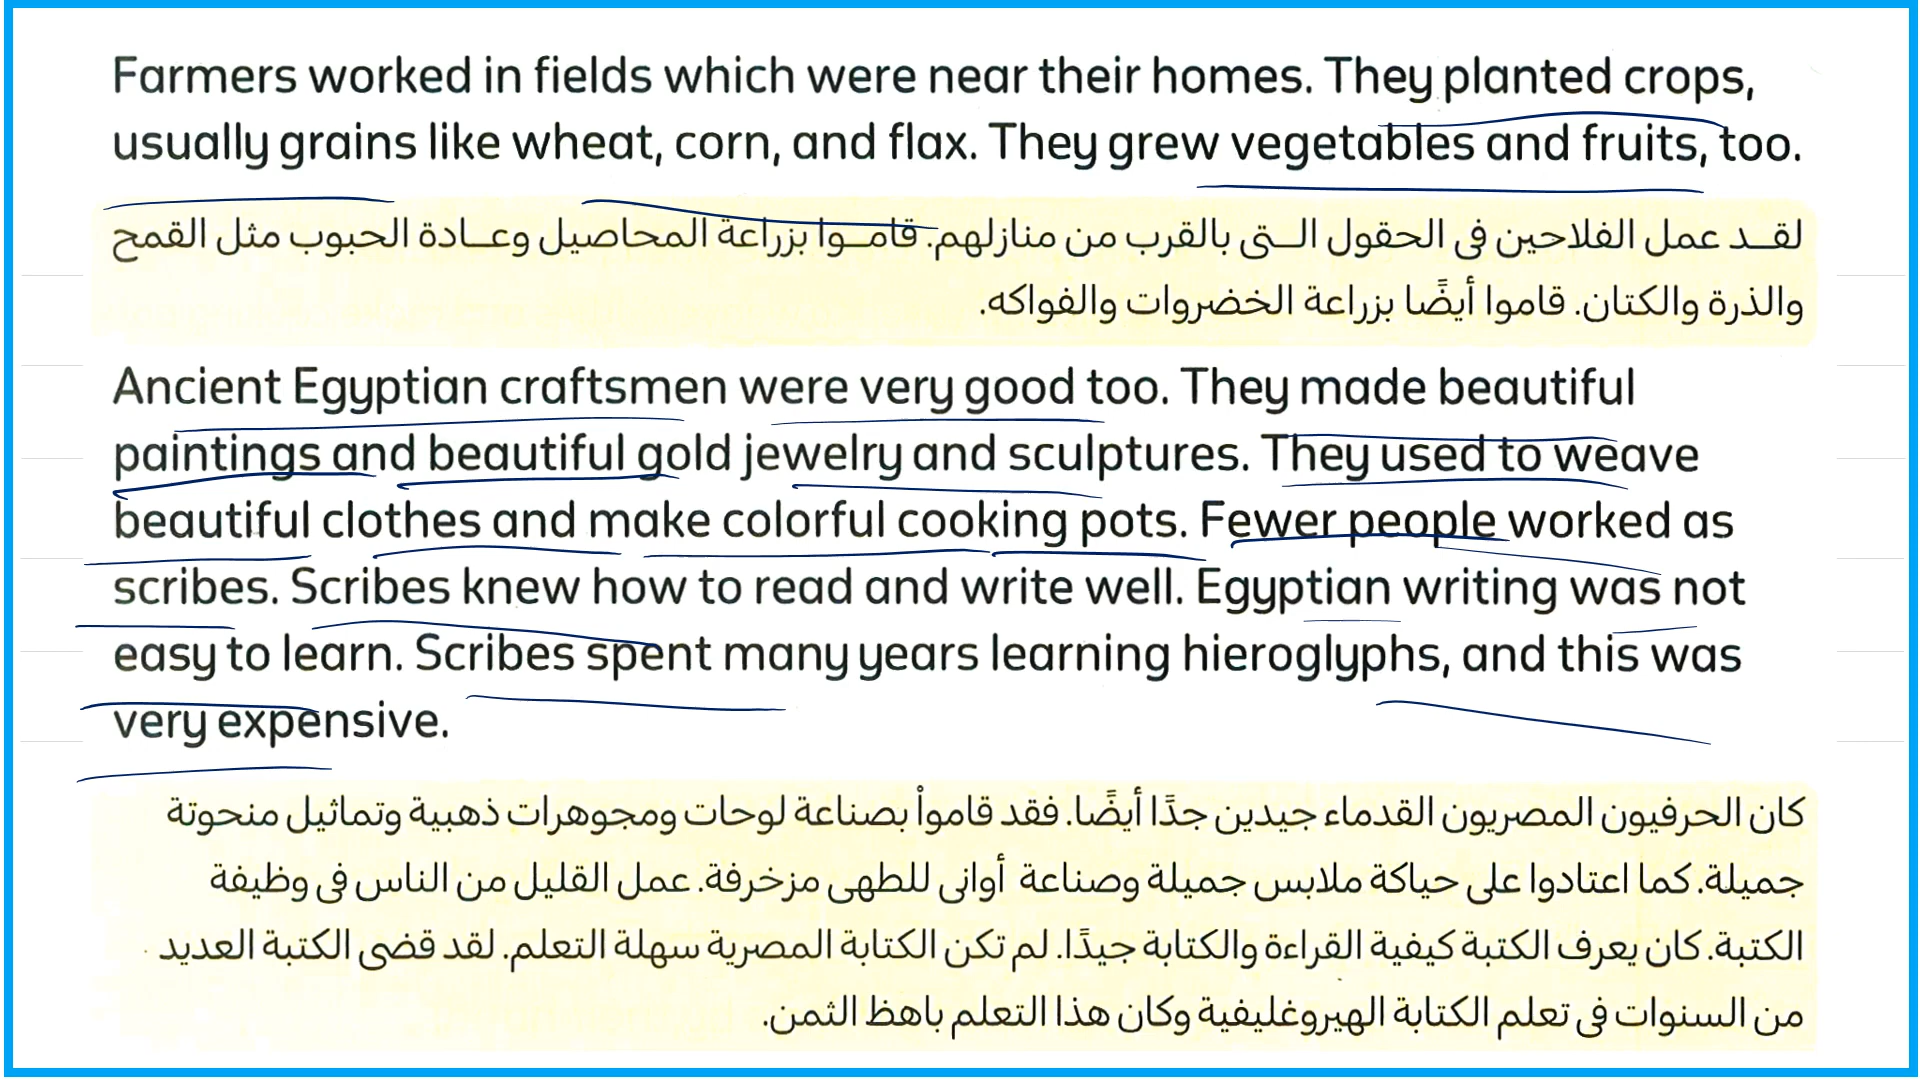 Farmers worked in fields which were near their homes. They planted crops,
usually grains like wheat, corn, and flax. They grew vegetables and fruits, too.
لقد عمل الفلاحين فى الحقول التى بالقرب من منازلهم. قاموا بزراعة المحاصيل وعادة الحبوب مثل القمح
والذرة والكتان. قاموا أيضًا بزراعة الخضروات والفواكه.
Ancient Egyptian craftsmen were very good too. They made beautiful
paintings and beautiful gold jewelry and sculptures. They used to weave
beautiful clothes and make colorful cooking pots. Fewer people worked as
scribes. Scribes knew how to read and write well. Egyptian writing was not
easy to learn. Scribes spent many years learning hieroglyphs, and this was
very expensive.
كان الحرفيون المصريون القدماء جيدين جدًا أيضًا. فقد قاموأ بصناعة لوحات ومجوهرات ذهبية وتماثيل منحوتة
جميلة. كما اعتادوا على حياكة ملابس جميلة وصناعة أوانى للطهى مزخرفة. عمل القليل من الناس فى وظيفة
الكتبة. كان يعرف الكتبة كيفية القراءة والكتابة جيدًا. لم تكن الكتابة المصرية سهلة التعلم. لقد قضى الكتبة العديد
من السنوات فى تعلم الكتابة الهيروغليفية وكان هذا التعلم باهظ الثمن.